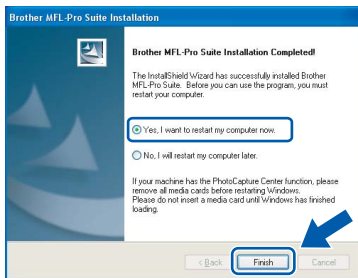 Brother MFL-Pro Suite Installation
Brother MFL-Pro Suite Installation Completed!
The InstallShield Wizard has successfully installed Brother
MFL-Pro Suite. Before you can use the program, you must
restart your computer.
Yes, I want to restart my computer now.
No, I will restart my computer later.
If your machine has the PhotoCapture Center function, please
remove all media cards before restarting Windows.
Please do not insert a media card until Windows has finished
loading.
< Back Finish Cancel